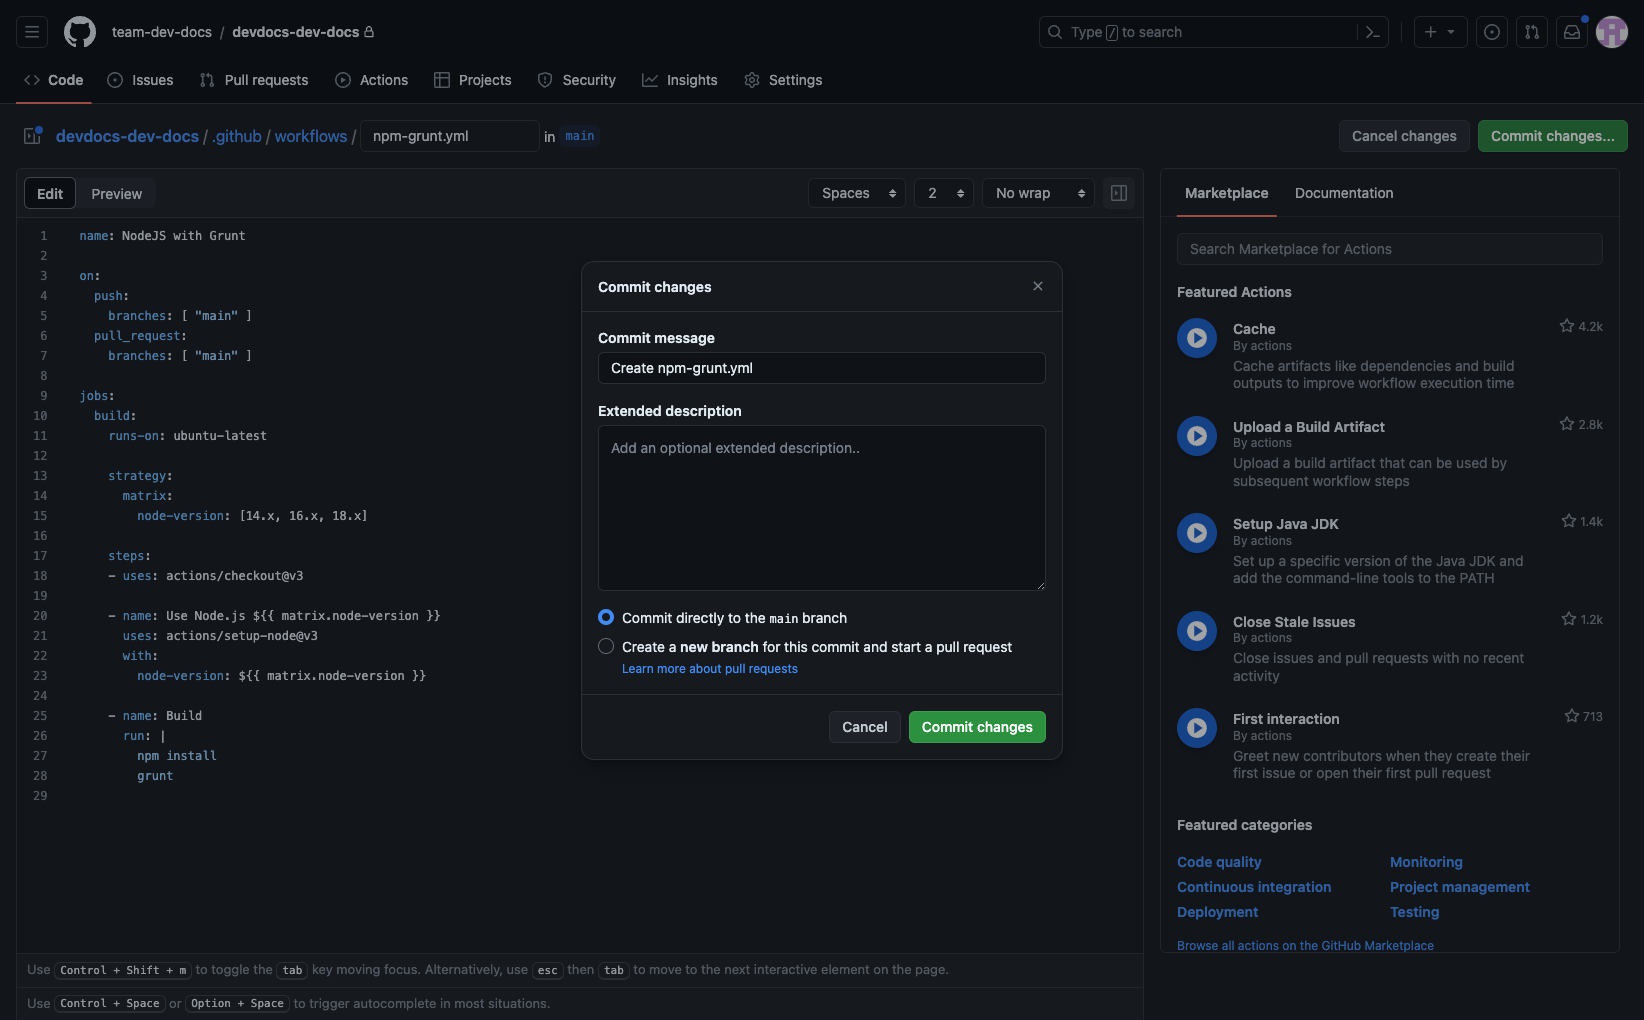 team-dev-docs / devdocs-dev-docs
Type / to search
Code Issues Pull requests Actions Projects Security Insights Settings
devdocs-dev-docs / .github / workflows / npm-grunt.yml in main
Cancel changes Commit changes...
Edit Preview
Spaces 2 No wrap
1 name: NodeJS with Grunt
2
3 on:
4 push:
5 branches: [ "main" ]
6 pull_request:
7 branches: [ "main" ]
8
9 jobs:
10 build:
11 runs-on: ubuntu-latest
12
13 strategy:
14 matrix:
15 node-version: [14.x, 16.x, 18.x]
16
17 steps:
18 - uses: actions/checkout@v3
19
20 - name: Use Node.js ${{ matrix.node-version }}
21 uses: actions/setup-node@v3
22 with:
23 node-version: ${{ matrix.node-version }}
24
25 - name: Build
26 run: |
27 npm install
28 grunt
29
Use Control + Shift + m to toggle the tab key moving focus. Alternatively, use esc then tab to move to the next interactive element on the page.
Use Control + Space or Option + Space to trigger autocomplete in most situations.
Commit changes
Commit message
Create npm-grunt.yml
Extended description
Add an optional extended description..
Commit directly to the main branch
Create a new branch for this commit and start a pull request
Learn more about pull requests
Cancel Commit changes
Marketplace Documentation
Search Marketplace for Actions
Featured Actions
Cache 4.2k
By actions
Cache artifacts like dependencies and build
outputs to improve workflow execution time
Upload a Build Artifact 2.8k
By actions
Upload a build artifact that can be used by
subsequent workflow steps
Setup Java JDK 1.4k
By actions
Set up a specific version of the Java JDK and
add the command-line tools to the PATH
Close Stale Issues 1.2k
By actions
Close issues and pull requests with no recent
activity
First interaction 713
By actions
Greet new contributors when they create their
first issue or open their first pull request
Featured categories
Code quality Monitoring
Continuous integration Project management
Deployment Testing
Browse all actions on the GitHub Marketplace